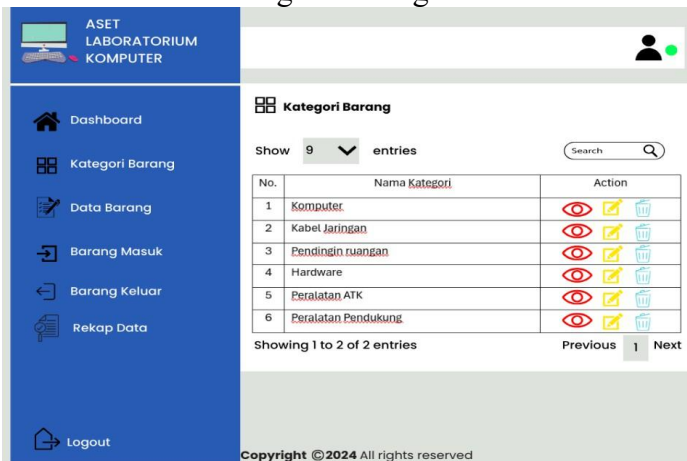 ASET
LABORATORIUM
KOMPUTER
Dashboard
Kategori Barang
Data Barang
Barang Masuk
Barang Keluar
Rekap Data
Logout
Kategori Barang
Show 9 entries
Search
No. Nama Kategori Action
1 Komputer
2 Kabel Jaringan
3 Pendingin ruangan
4 Hardware
5 Peralatan ATK
6 Peralatan Pendukung
Showing 1 to 2 of 2 entries
Previous 1 Next
Copyright ©2024 All rights reserved